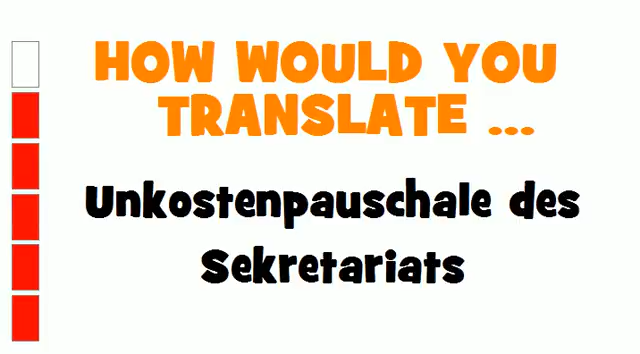 HOW WOULD YOU
TRANSLATE ...
Unkostenpauschale des
Sekretariats